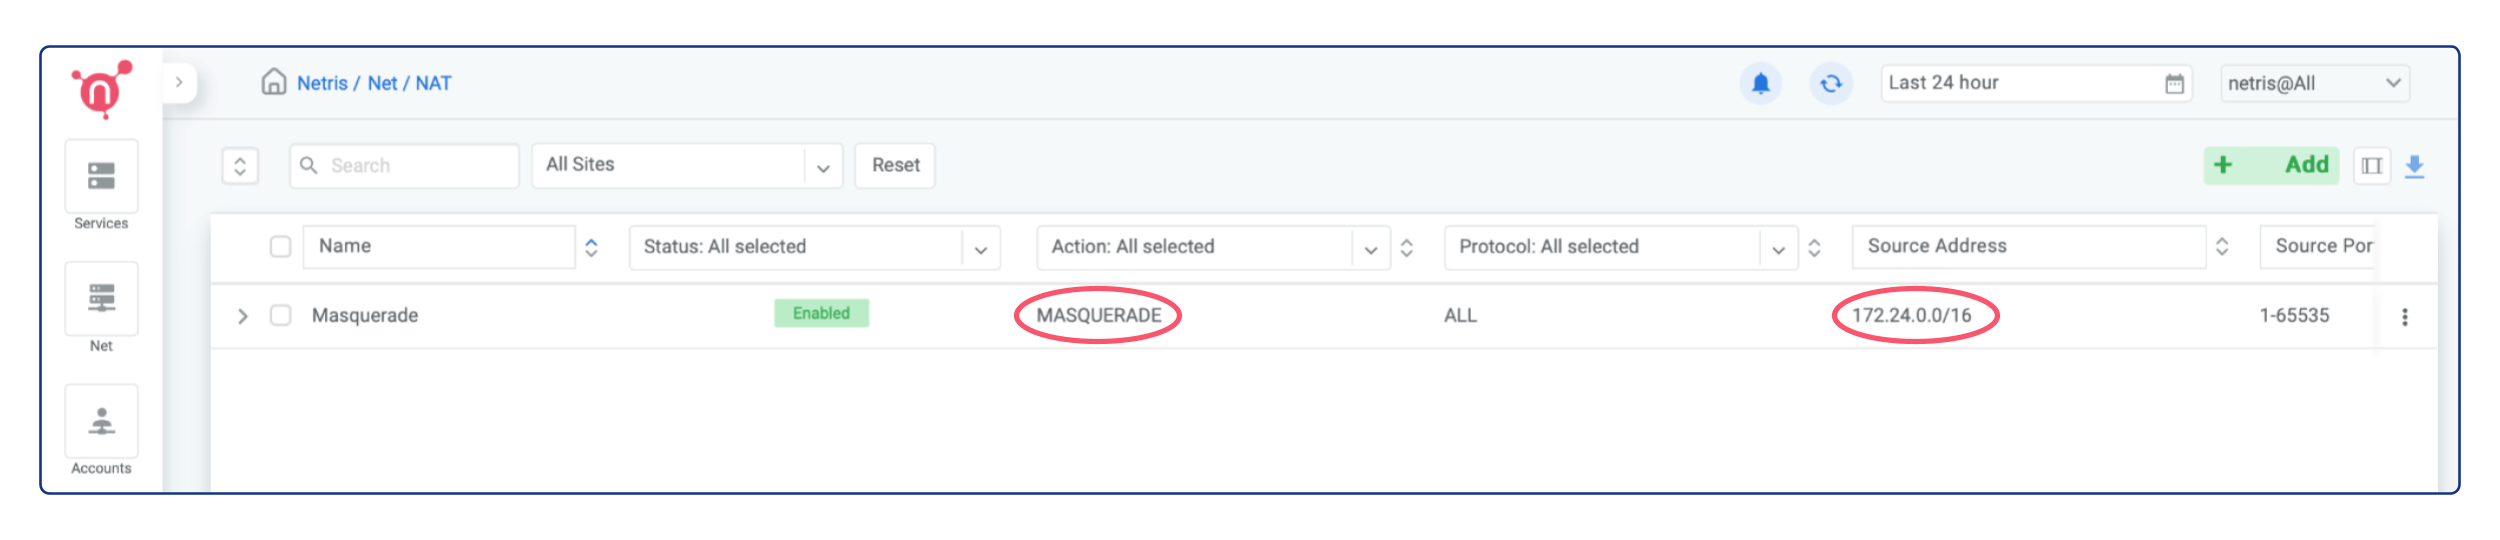 Netris / Net / NAT
Last 24 hour
netris@All
Search
All Sites
Reset
+ Add
Services
Name
Status: All selected
Action: All selected
Protocol: All selected
Source Address
Source Por
Masquerade
Enabled
MASQUERADE
ALL
172.24.0.0/16
1-65535
Net
Accounts